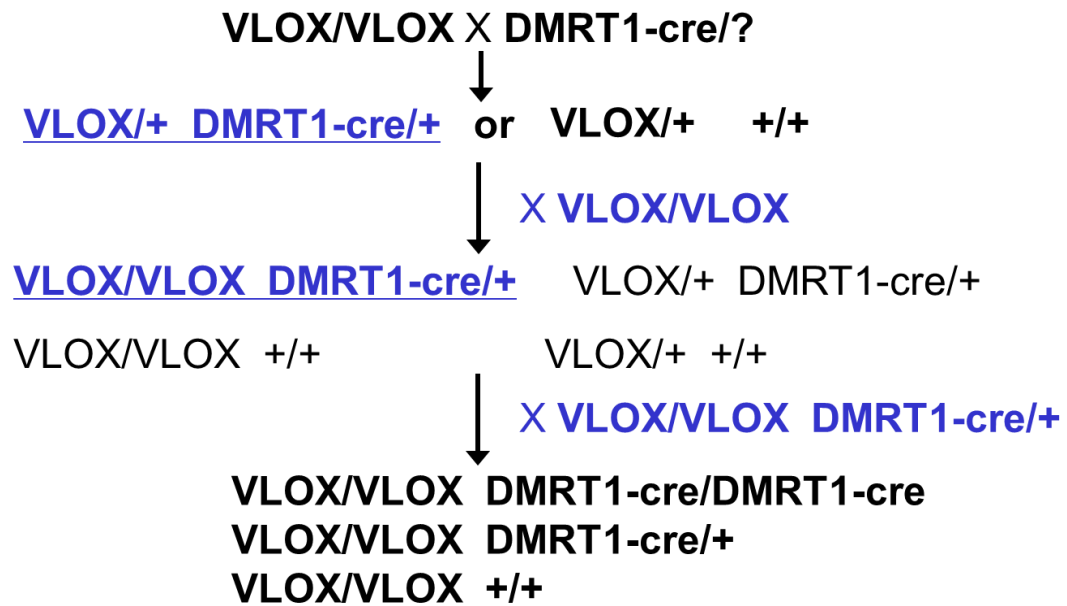 VLOX/VLOX X DMRT1-cre/?
VLOX/+ DMRT1-cre/+ or VLOX/+ +/+
X VLOX/VLOX
VLOX/VLOX DMRT1-cre/+ VLOX/+ DMRT1-cre/+
VLOX/VLOX +/+ VLOX/+ +/+
X VLOX/VLOX DMRT1-cre/+
VLOX/VLOX DMRT1-cre/DMRT1-cre
VLOX/VLOX DMRT1-cre/+
VLOX/VLOX +/+